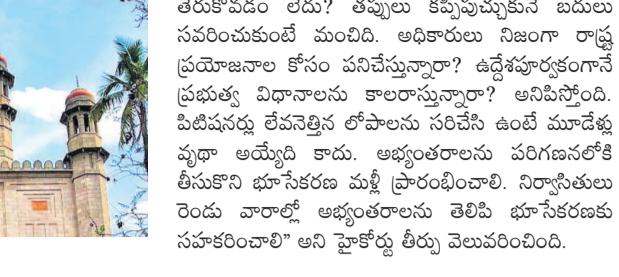 తెరుకోవడం లేదు? తప్పులు కప్పిపుచ్చుకునే బదులు
సవరించుకుంటే మంచిది. అధికారులు నిజంగా రాష్ట్ర
ప్రయోజనాల కోసం పనిచేస్తున్నారా? ఉద్దేశపూర్వకంగానే
ప్రభుత్వ విధానాలను కాలరాస్తున్నారా? అనిపిస్తోంది.
పిటిషనర్లు లేవనెత్తిన లోపాలను సరిచేసి ఉంటే మూడేళ్లు
వృథా అయ్యేది కాదు. అభ్యంతరాలను పరిగణనలోకి
తీసుకొని భూసేకరణ మళ్లీ ప్రారంభించాలి. నిర్వాసితులు
రెండు వారాల్లో అభ్యంతరాలను తెలిపి భూసేకరణకు
సహకరించాలి” అని హైకోర్టు తీర్పు వెలువరించింది.